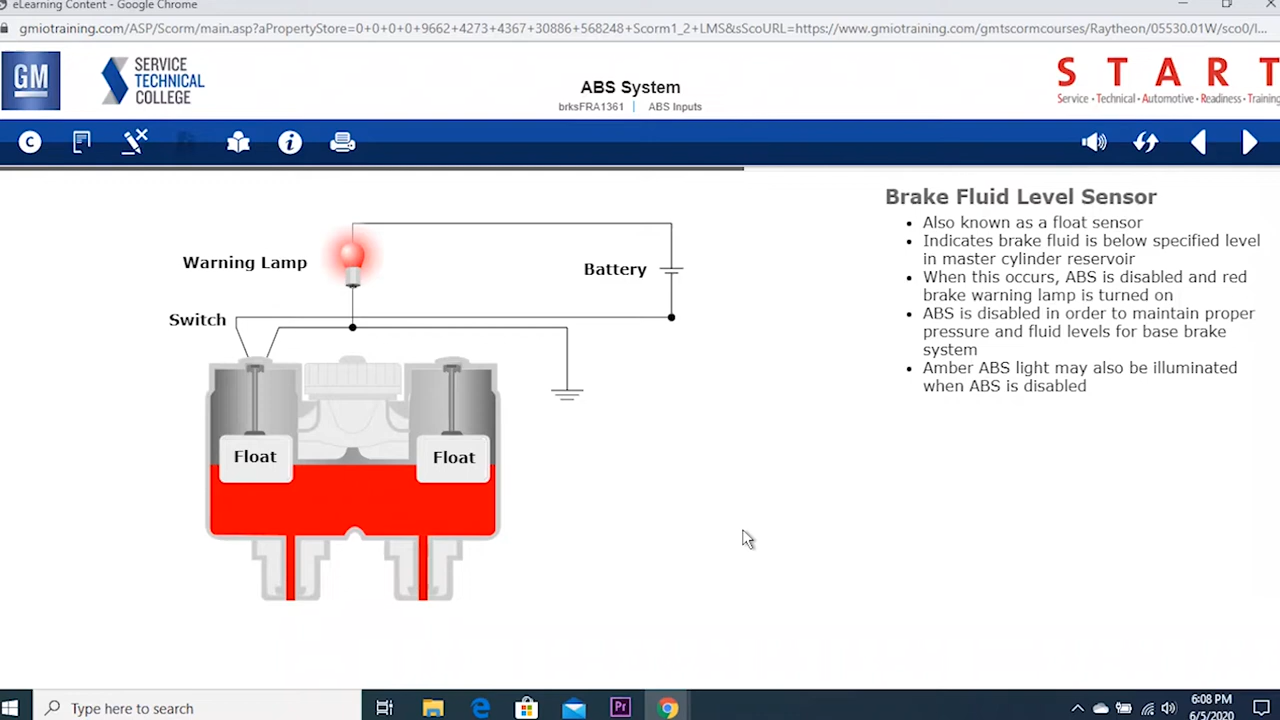 eLearning Content - Google Chrome
gmiotraining.com/ASP/Scorm/main.asp?aPropertyStore=0+0+0+0+9662+4273+4367+30886+568248+Scorm1_2+LMS&sScoURL=https://www.gmiotraining.com/gmtscormcourses/Raytheon/05530.01W/sco0/l...
GM
SERVICE
TECHNICAL
COLLEGE
ABS System
brksFRA1361 | ABS Inputs
START
Service • Technical • Automotive • Readiness • Training
C
i
Brake Fluid Level Sensor
• Also known as a float sensor
• Indicates brake fluid is below specified level
in master cylinder reservoir
• When this occurs, ABS is disabled and red
brake warning lamp is turned on
• ABS is disabled in order to maintain proper
pressure and fluid levels for base brake
system
• Amber ABS light may also be illuminated
when ABS is disabled
Warning Lamp
Battery
Switch
Float
Float
Type here to search
Pr
6:08 PM
6/5/2020